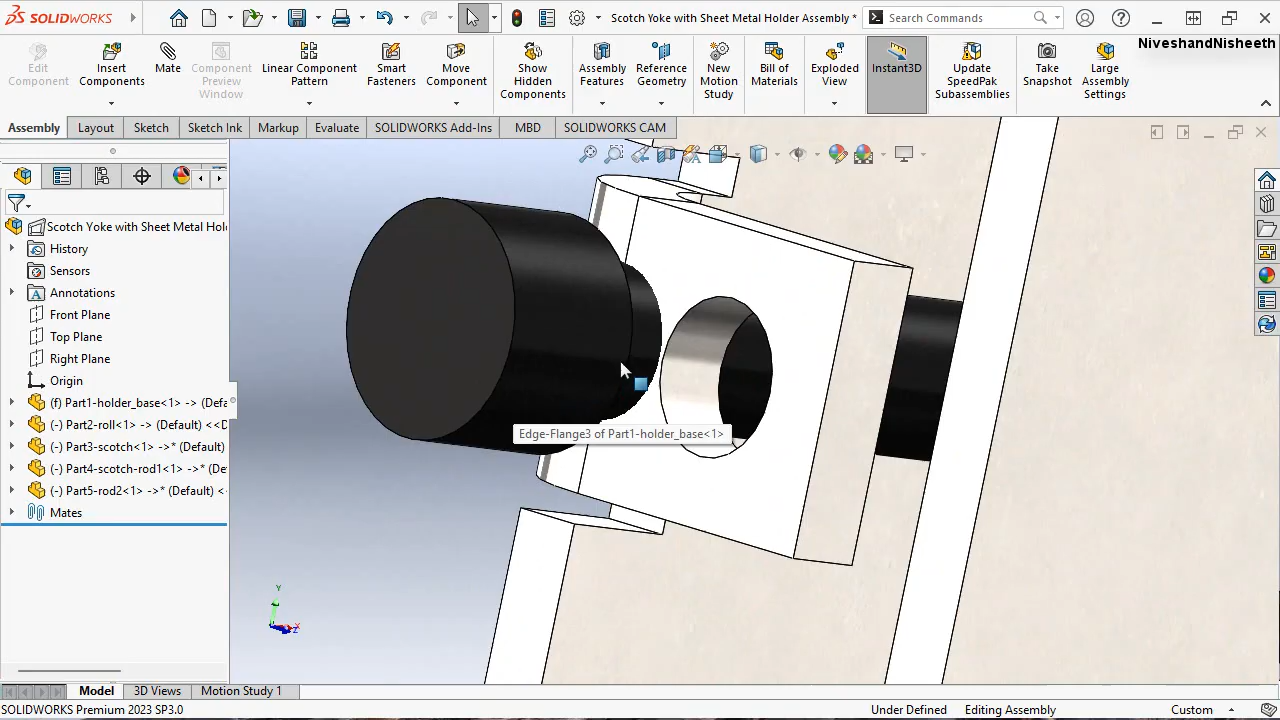 SOLIDWORKS
Scotch Yoke with Sheet Metal Holder Assembly *
Search Commands
NiveshandNisheeth
Edit Component
Insert Components
Mate
Component Preview Window
Linear Component Pattern
Smart Fasteners
Move Component
Show Hidden Components
Assembly Features
Reference Geometry
New Motion Study
Bill of Materials
Exploded View
Instant3D
Update SpeedPak Subassemblies
Take Snapshot
Large Assembly Settings
Assembly Layout Sketch Sketch Ink Markup Evaluate SOLIDWORKS Add-Ins MBD SOLIDWORKS CAM
Scotch Yoke with Sheet Metal Hol
History
Sensors
Annotations
Front Plane
Top Plane
Right Plane
Origin
(f) Part1-holder_base<1> -> (Defa
(-) Part2-roll<1> -> (Default) <<D
(-) Part3-scotch<1> ->* (Default)
(-) Part4-scotch-rod1<1> ->* (De
(-) Part5-rod2<1> ->* (Default) <
Mates
Edge-Flange3 of Part1-holder_base<1>
Y
X
Z
Model 3D Views Motion Study 1
SOLIDWORKS Premium 2023 SP3.0
Under Defined Editing Assembly Custom